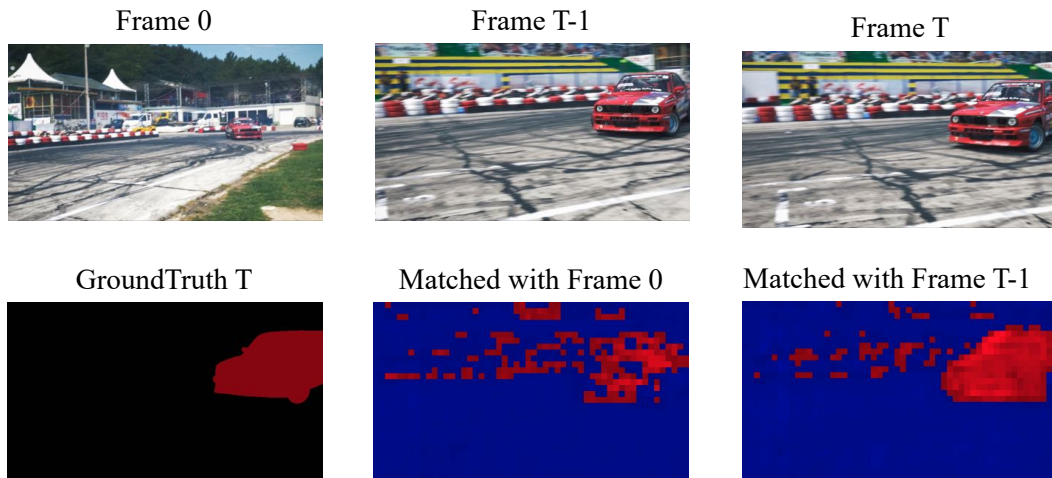 Frame 0
Frame T-1
Frame T
GroundTruth T
Matched with Frame 0
Matched with Frame T-1